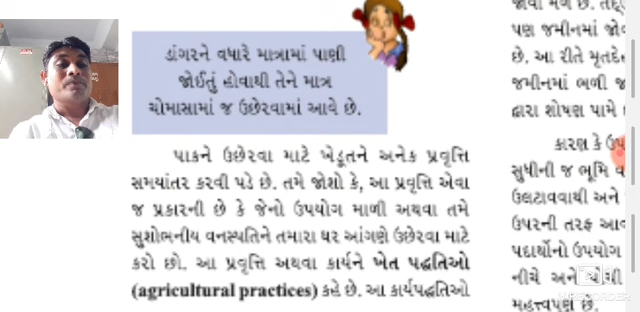 ડાંગરને વધારે માત્રામાં પાણી
જોઈતું હોવાથી તેને માત્ર
ચોમાસામાં જ ઉછેરવામાં આવે છે.
પાકને ઉછેરવા માટે ખેડૂતને અનેક પ્રવૃત્તિ
સમયાંતર કરવી પડે છે. તમે જોશો કે, આ પ્રવૃત્તિ એવા
જ પ્રકારની છે કે જેનો ઉપયોગ માળી અથવા તમે
સુશોભનીય વનસ્પતિને તમારા ઘર આંગણે ઉછેરવા માટે
કરો છો. આ પ્રવૃત્તિ અથવા કાર્યને ખેત પદ્ધતિઓ
(agricultural practices) કહે છે. આ કાર્યપદ્ધતિઓ
જોવા મળે છે.
પણ જમીનમાં
છે. આ રીતે મૃતદે
જમીનમાં ભળી
દ્વારા શોષણ પામે
કારણ કે
સુધીની જ ભૂમિ
ઉલટાવવાથી અને
ઉપરની તરફ
પદાર્થોનો ઉપયોગ
નીચે અને
મહત્ત્વપૂર્ણ છે.
RECORDER